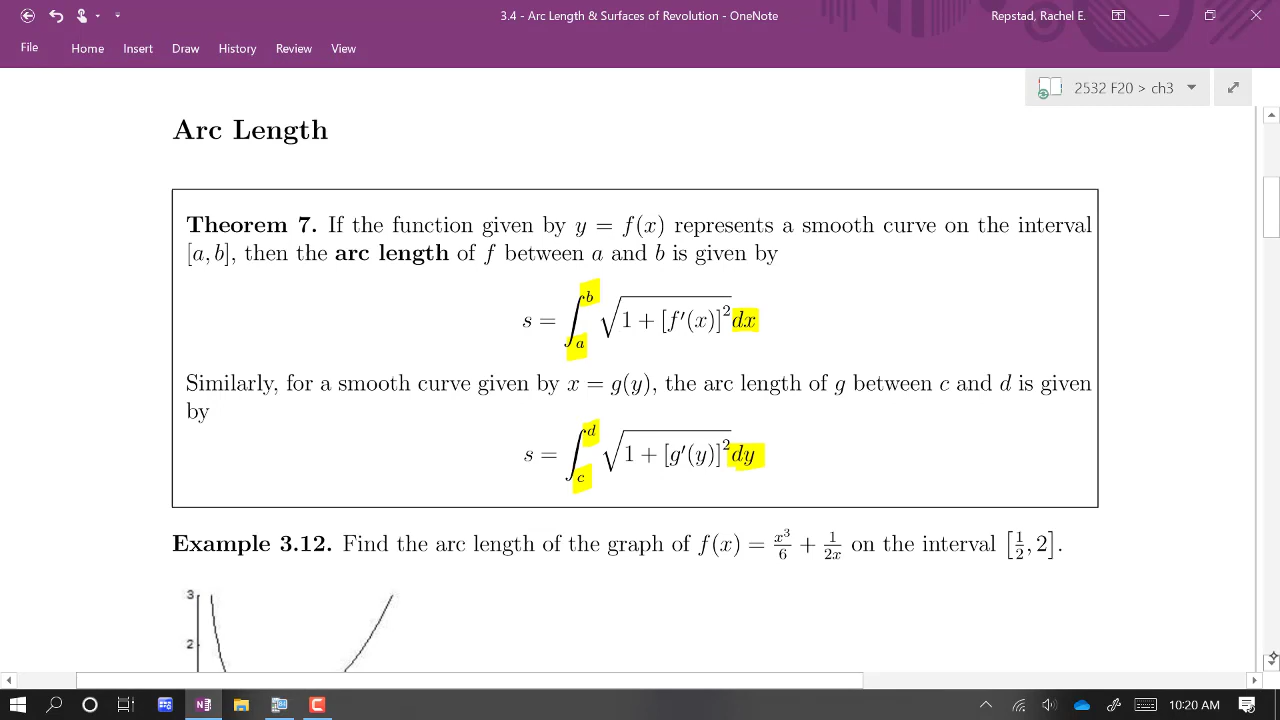 3.4 - Arc Length & Surfaces of Revolution - OneNote
Repstad, Rachel E.
File Home Insert Draw History Review View
2532 F20 > ch3
Arc Length
Theorem 7. If the function given by y = f(x) represents a smooth curve on the interval
[a, b], then the arc length of f between a and b is given by
s = ∫_a^b √(1 + [f′(x)]²) dx
Similarly, for a smooth curve given by x = g(y), the arc length of g between c and d is given
by
s = ∫_c^d √(1 + [g′(y)]²) dy
Example 3.12. Find the arc length of the graph of f(x) = x³/6 + 1/2x on the interval [1/2, 2].
3
2
10:20 AM